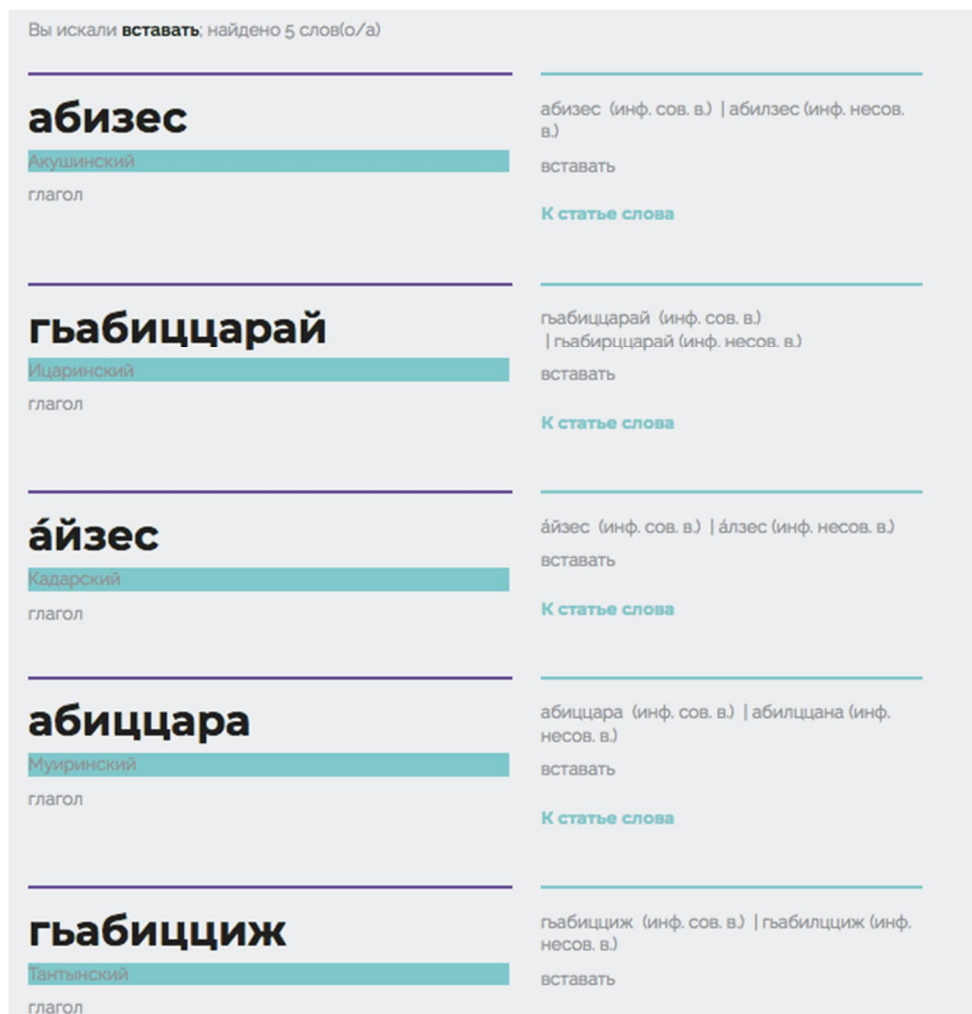 Вы искали вставать; найдено 5 слов(о/а)
абизес
Акушинский
глагол
абизес (инф. сов. в.) | абилзес (инф. несов.
в.)
вставать
К статье слова
гьабиццарай
Ицаринский
глагол
гьабиццарай (инф. сов. в.)
| гьабирццарай (инф. несов. в.)
вставать
К статье слова
а́йзес
Кадарский
глагол
а́йзес (инф. сов. в.) | а́лзес (инф. несов. в.)
вставать
К статье слова
абиццара
Муиринский
глагол
абиццара (инф. сов. в.) | абилццана (инф.
несов. в.)
вставать
К статье слова
гьабицциж
Тантынский
глагол
гьабицциж (инф. сов. в.) | гьабилцциж (инф.
несов. в.)
вставать